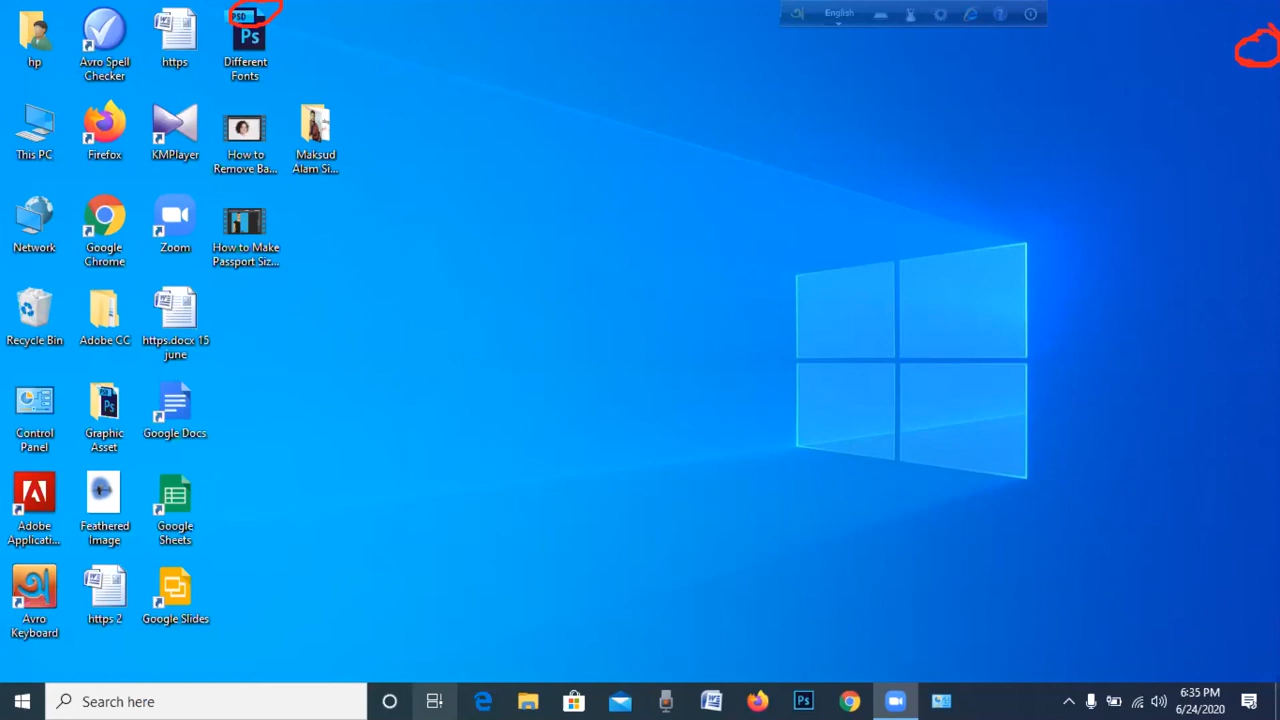 English
PSD
Ps
hp
Avro Spell
Checker
https
Different
Fonts
This PC
Firefox
KMPlayer
How to
Remove Ba...
Maksud
Alam Si...
Network
Google
Chrome
Zoom
How to Make
Passport Siz...
Recycle Bin
Adobe CC
https.docx 15
june
Control
Panel
Graphic
Asset
Google Docs
Adobe
Applicati...
Feathered
Image
Google
Sheets
Avro
Keyboard
https 2
Google Slides
Search here
Ps
6:35 PM
6/24/2020